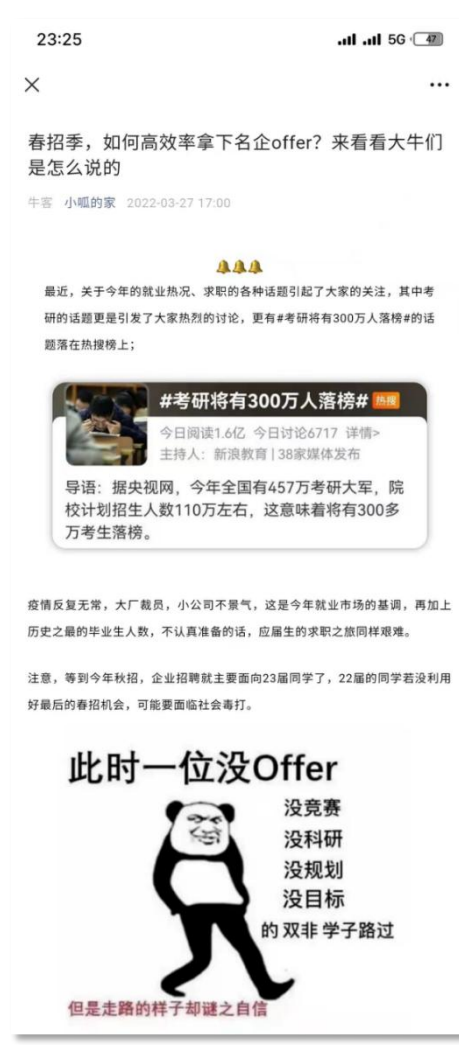 23:25
5G 47
春招季，如何高效率拿下名企offer？来看看大牛们
是怎么说的
牛客 小呱的家 2022-03-27 17:00
最近，关于今年的就业热况、求职的各种话题引起了大家的关注，其中考
研的话题更是引发了大家热烈的讨论，更有#考研将有300万人落榜#的话
题落在热搜榜上；
#考研将有300万人落榜# 热搜
今日阅读1.6亿 今日讨论6717 详情>
主持人：新浪教育|38家媒体发布
导语：据央视网，今年全国有457万考研大军，院
校计划招生人数110万左右，这意味着将有300多
万考生落榜。
疫情反复无常，大厂裁员，小公司不景气，这是今年就业市场的基调，再加上
历史之最的毕业生人数，不认真准备的话，应届生的求职之旅同样艰难。
注意，等到今年秋招，企业招聘就主要面向23届同学了，22届的同学若没利用
好最后的春招机会，可能要面临社会毒打。
此时一位没Offer
没竞赛
没科研
没规划
没目标
的 双非 学子路过
但是走路的样子却谜之自信